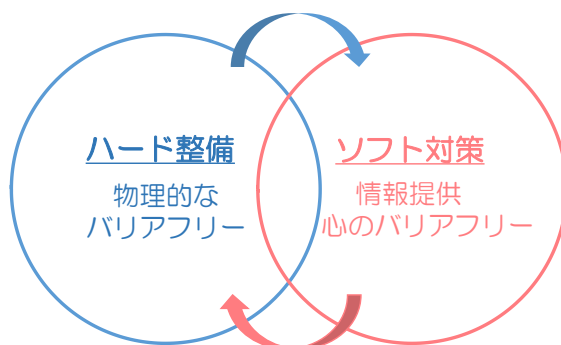 ハード整備
物理的な
バリアフリー
ソフト対策
情報提供
心のバリアフリー